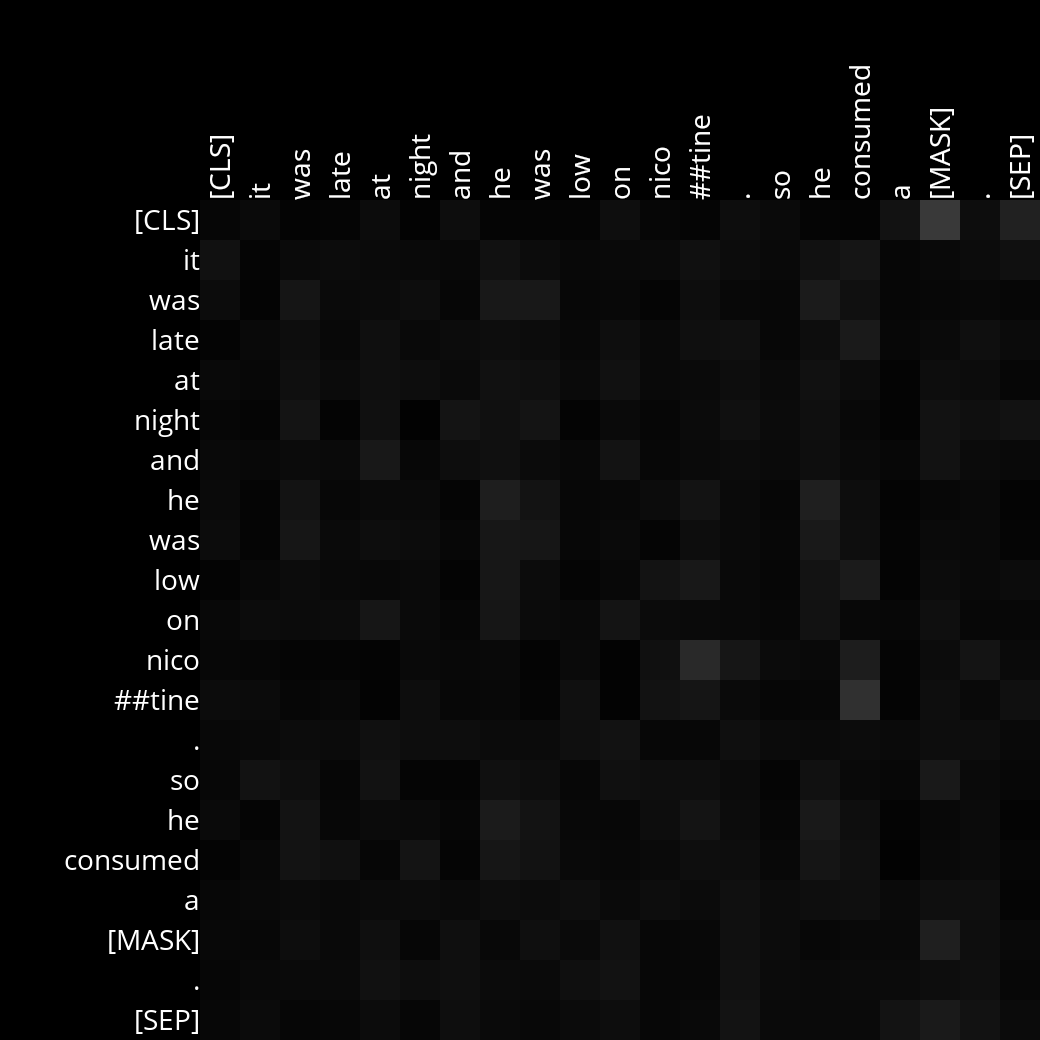 [CLS] it was late at night and he was low on nico ##tine . so he consumed a [MASK] . [SEP]
[CLS]
it
was
late
at
night
and
he
was
low
on
nico
##tine
.
so
he
consumed
a
[MASK]
.
[SEP]